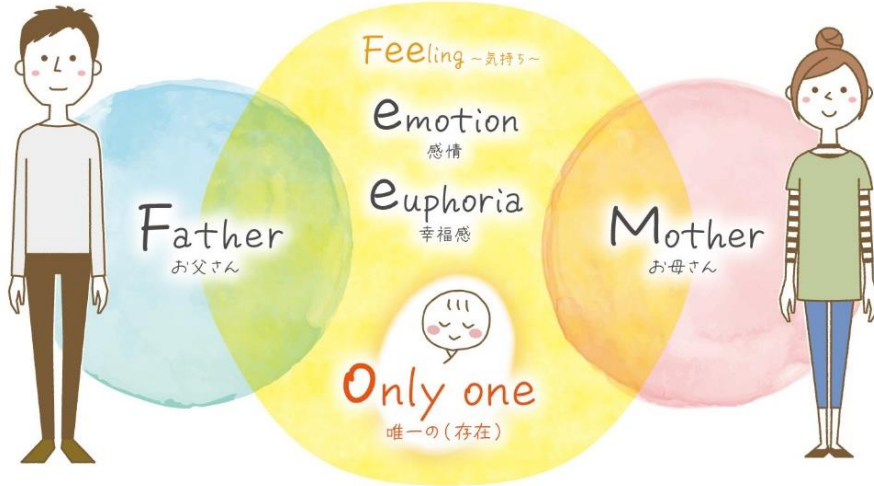 Feeling ~気持ち~
emotion
感情
euphoria
幸福感
Father
お父さん
Mother
お母さん
Only one
唯一の(存在)